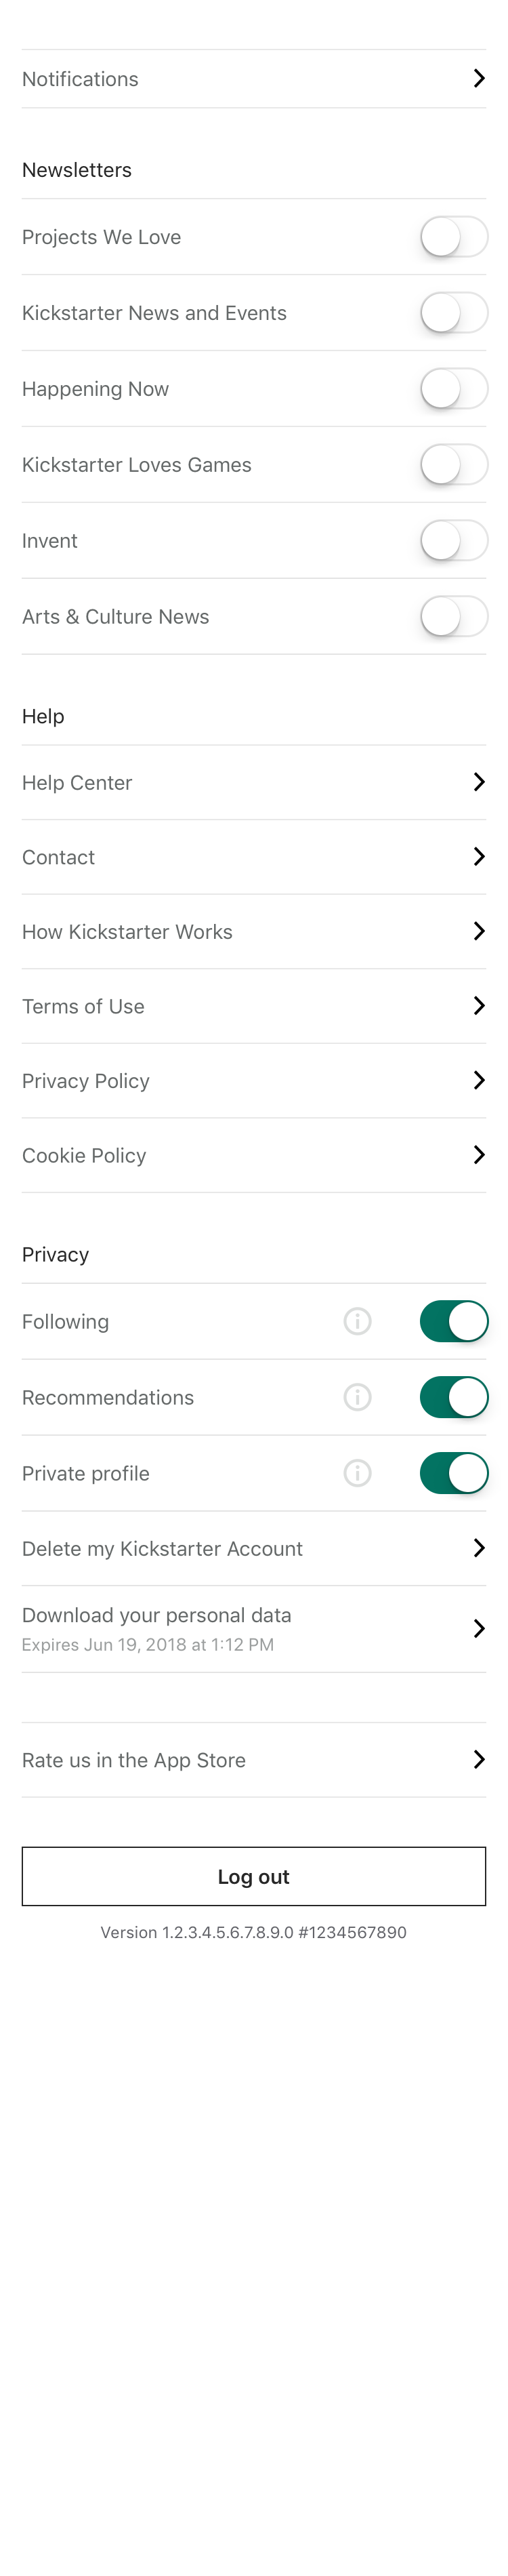 Notifications
Newsletters
Projects We Love
Kickstarter News and Events
Happening Now
Kickstarter Loves Games
Invent
Arts & Culture News
Help
Help Center
Contact
How Kickstarter Works
Terms of Use
Privacy Policy
Cookie Policy
Privacy
Following
Recommendations
Private profile
Delete my Kickstarter Account
Download your personal data
Expires Jun 19, 2018 at 1:12 PM
Rate us in the App Store
Log out
Version 1.2.3.4.5.6.7.8.9.0 #1234567890